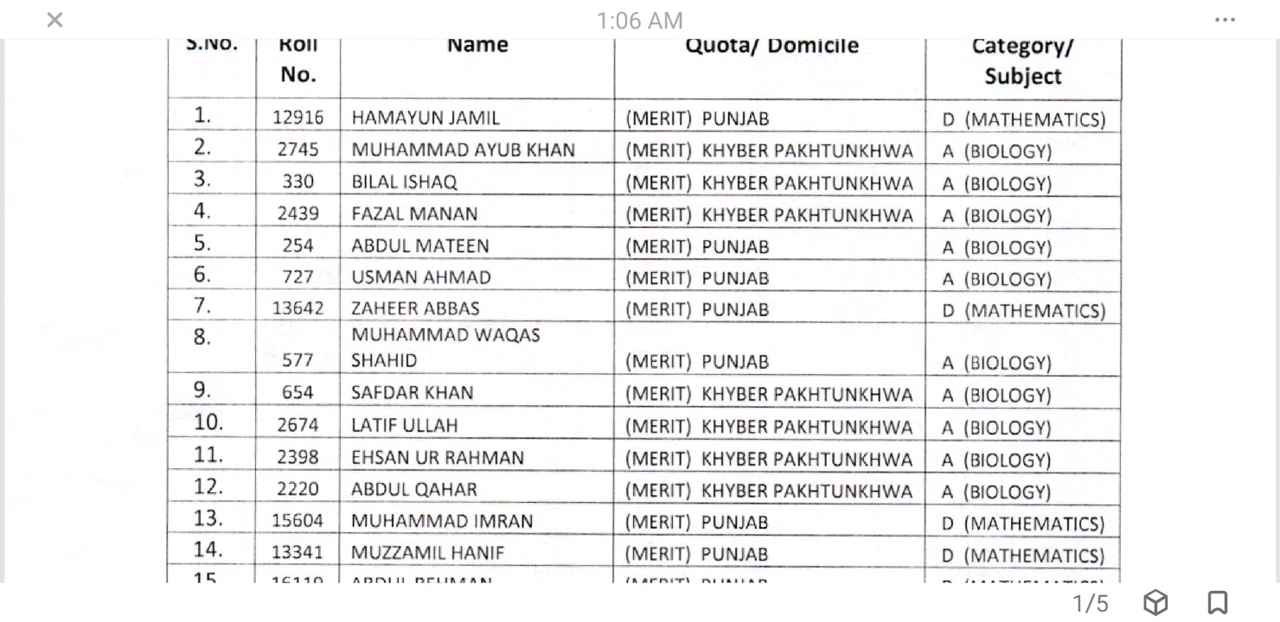 1:06 AM
S.No. Roll No. Name Quota/ Domicile Category/ Subject
1. 12916 HAMAYUN JAMIL (MERIT) PUNJAB D (MATHEMATICS)
2. 2745 MUHAMMAD AYUB KHAN (MERIT) KHYBER PAKHTUNKHWA A (BIOLOGY)
3. 330 BILAL ISHAQ (MERIT) KHYBER PAKHTUNKHWA A (BIOLOGY)
4. 2439 FAZAL MANAN (MERIT) KHYBER PAKHTUNKHWA A (BIOLOGY)
5. 254 ABDUL MATEEN (MERIT) PUNJAB A (BIOLOGY)
6. 727 USMAN AHMAD (MERIT) PUNJAB A (BIOLOGY)
7. 13642 ZAHEER ABBAS (MERIT) PUNJAB D (MATHEMATICS)
8. 577 MUHAMMAD WAQAS SHAHID (MERIT) PUNJAB A (BIOLOGY)
9. 654 SAFDAR KHAN (MERIT) KHYBER PAKHTUNKHWA A (BIOLOGY)
10. 2674 LATIF ULLAH (MERIT) KHYBER PAKHTUNKHWA A (BIOLOGY)
11. 2398 EHSAN UR RAHMAN (MERIT) KHYBER PAKHTUNKHWA A (BIOLOGY)
12. 2220 ABDUL QAHAR (MERIT) KHYBER PAKHTUNKHWA A (BIOLOGY)
13. 15604 MUHAMMAD IMRAN (MERIT) PUNJAB D (MATHEMATICS)
14. 13341 MUZZAMIL HANIF (MERIT) PUNJAB D (MATHEMATICS)
15
1/5